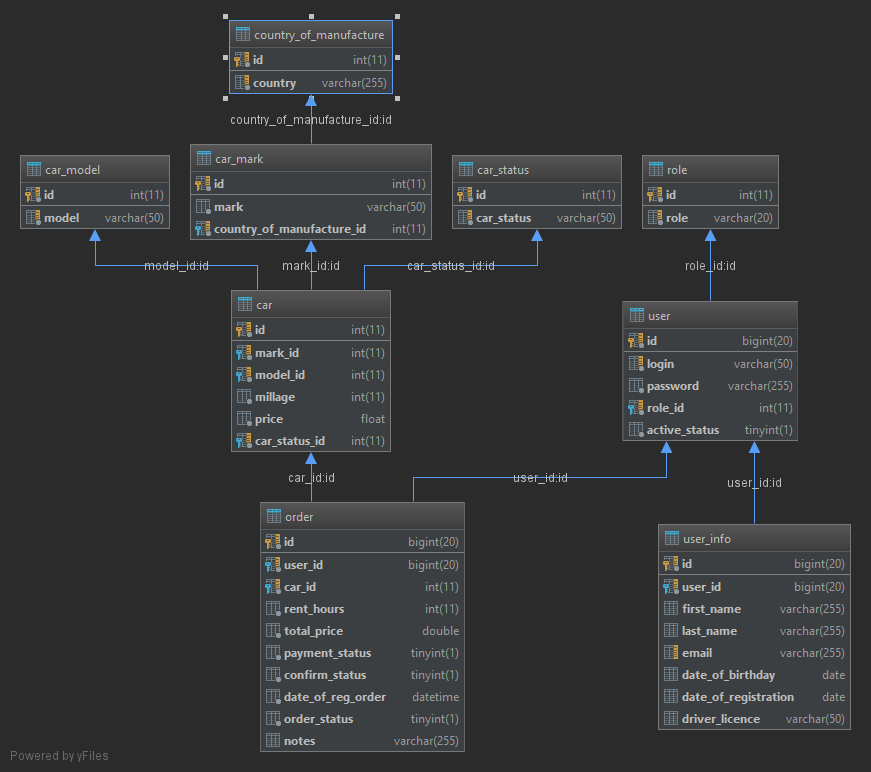 country_of_manufacture
id int(11)
country varchar(255)
country_of_manufacture_id:id
car_model
id int(11)
model varchar(50)
car_mark
id int(11)
mark varchar(50)
country_of_manufacture_id int(11)
car_status
id int(11)
car_status varchar(50)
role
id int(11)
role varchar(20)
model_id:id
mark_id:id
car_status_id:id
role_id:id
car
id int(11)
mark_id int(11)
model_id int(11)
millage int(11)
price float
car_status_id int(11)
user
id bigint(20)
login varchar(50)
password varchar(255)
role_id int(11)
active_status tinyint(1)
car_id:id
user_id:id
user_id:id
order
id bigint(20)
user_id bigint(20)
car_id int(11)
rent_hours int(11)
total_price double
payment_status tinyint(1)
confirm_status tinyint(1)
date_of_reg_order datetime
order_status tinyint(1)
notes varchar(255)
user_info
id bigint(20)
user_id bigint(20)
first_name varchar(255)
last_name varchar(255)
email varchar(255)
date_of_birthday date
date_of_registration date
driver_licence varchar(50)
Powered by yFiles